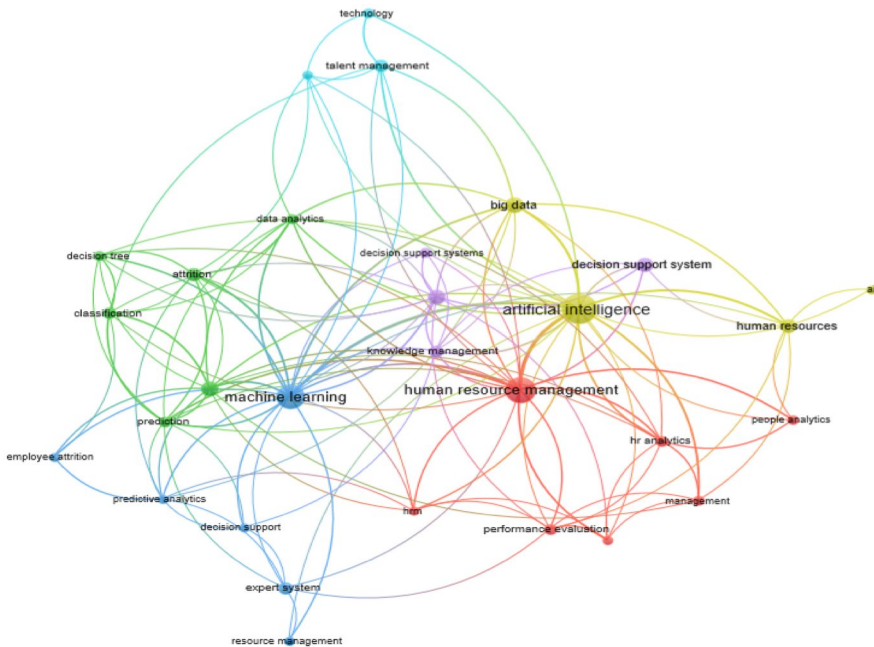 technology
talent management
big data
data analytics
decision support systems
decision tree
decision support system
attrition
artificial intelligence
classification
human resources
knowledge management
human resource management
machine learning
prediction
people analytics
hr analytics
employee attrition
predictive analytics
management
hrm
decision support
performance evaluation
expert system
resource management